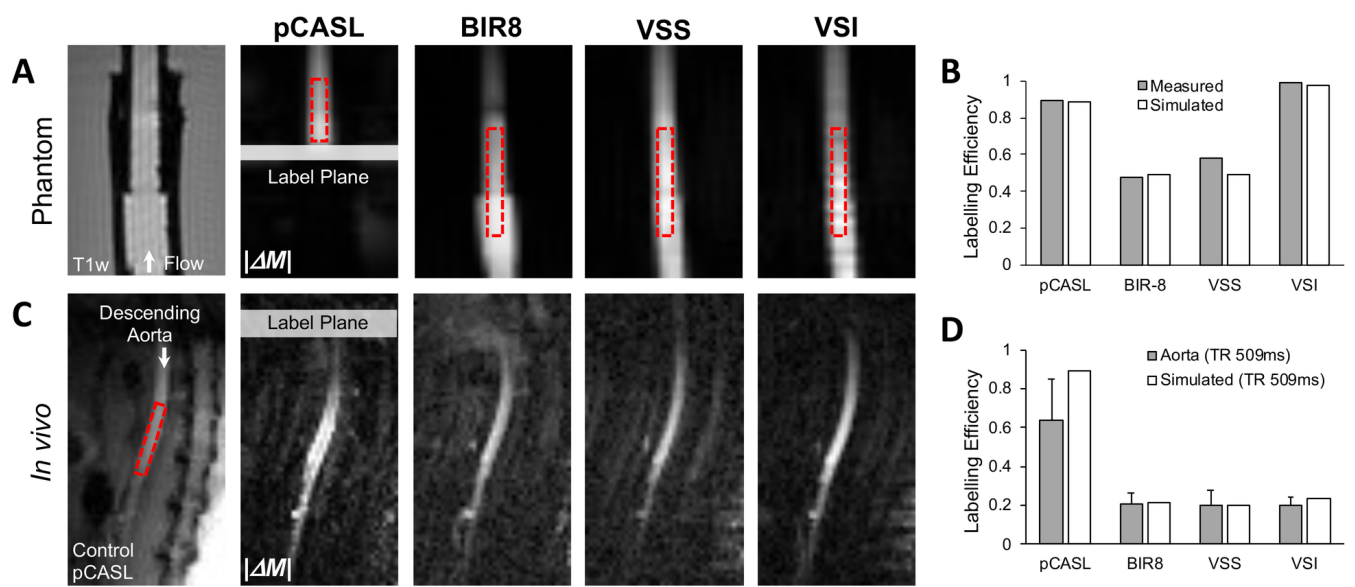 pCASL
BIR8
VSS
VSI
A
Phantom
T1w
Flow
Label Plane
|ΔM|
B
Labelling Efficiency
1
0.8
0.6
0.4
0.2
0
Measured
Simulated
pCASL
BIR-8
VSS
VSI
C
In vivo
Descending
Aorta
Control
pCASL
Label Plane
|ΔM|
D
Labelling Efficiency
1
0.8
0.6
0.4
0.2
0
Aorta (TR 509ms)
Simulated (TR 509ms)
pCASL
BIR8
VSS
VSI